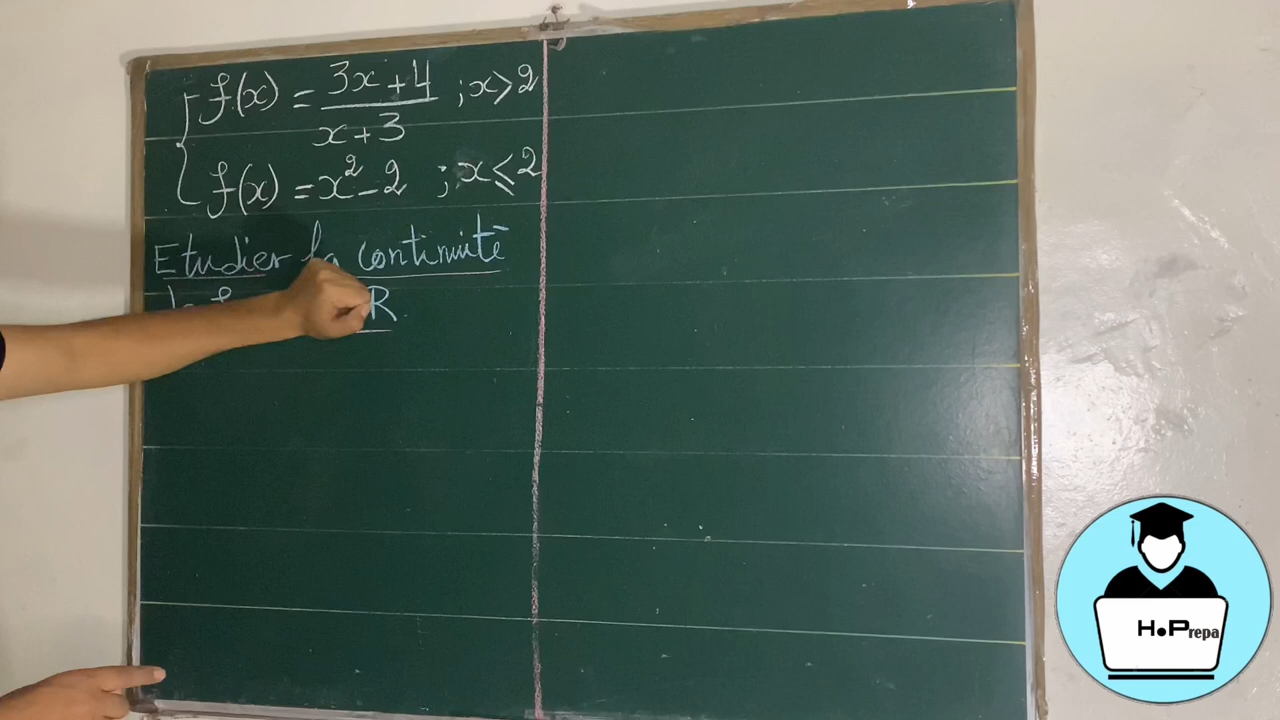 f(x) = 3x+4 / x+3 ; x>2
f(x) = x² - 2 ; x⩽2
Etudier la continuité
R
H.Prepa